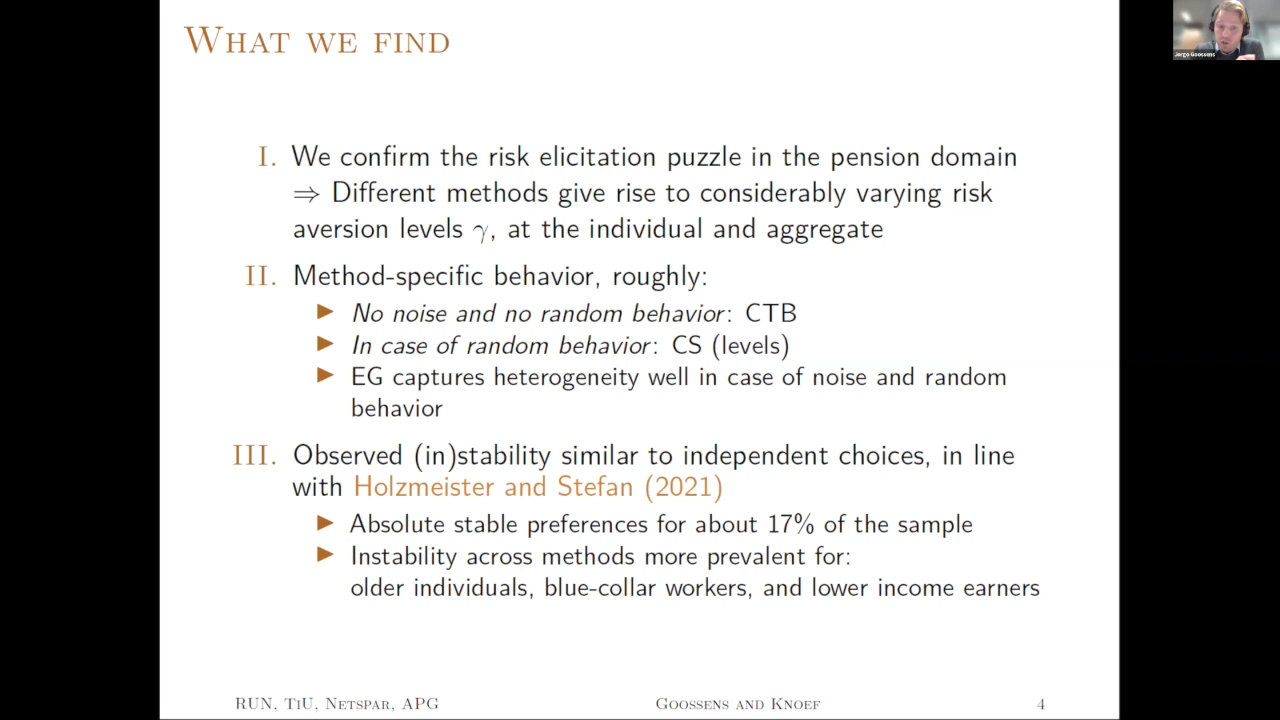 WHAT WE FIND
Jorgo Goossens
I. We confirm the risk elicitation puzzle in the pension domain
⇒ Different methods give rise to considerably varying risk
aversion levels γ, at the individual and aggregate
II. Method-specific behavior, roughly:
▶ No noise and no random behavior: CTB
▶ In case of random behavior: CS (levels)
▶ EG captures heterogeneity well in case of noise and random
behavior
III. Observed (in)stability similar to independent choices, in line
with Holzmeister and Stefan (2021)
▶ Absolute stable preferences for about 17% of the sample
▶ Instability across methods more prevalent for:
older individuals, blue-collar workers, and lower income earners
RUN, TIU, NETSPAR, APG GOOSSENS AND KNOEF 4